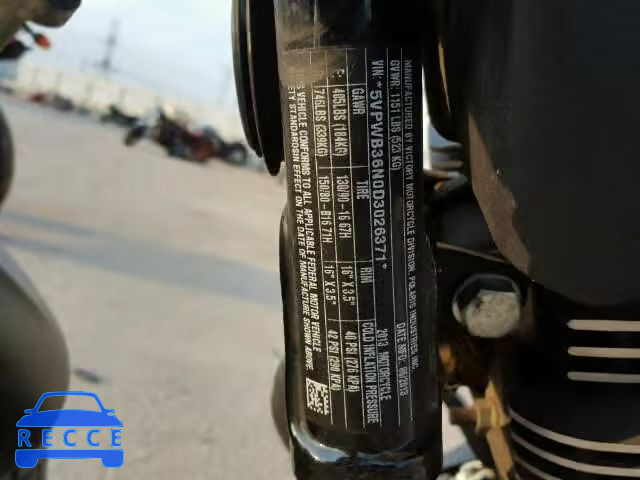 MANUFACTURED BY VICTORY MOTORCYCLE DIVISION, POLARIS INDUSTRIES INC.
GVWR: 1151 LBS (523 KG) DATE MFD: 06/2013
VIN: *5VPWB36N0D3026371* 2013 MOTORCYCLE
GAWR TIRE RIM COLD INFLATION PRESSURE
F: 405LBS (184KG) 130/90-16 67H 16" X 3.5" 40 PSI (276 KPA)
746LBS (339KG) 150/80-B16 71H 16" X 3.5" 42 PSI (290 KPA)
VEHICLE CONFORMS TO ALL APPLICABLE FEDERAL MOTOR VEHICLE
STANDARDS IN EFFECT ON THE DATE OF MANUFACTURE SHOWN ABOVE.
RECCE